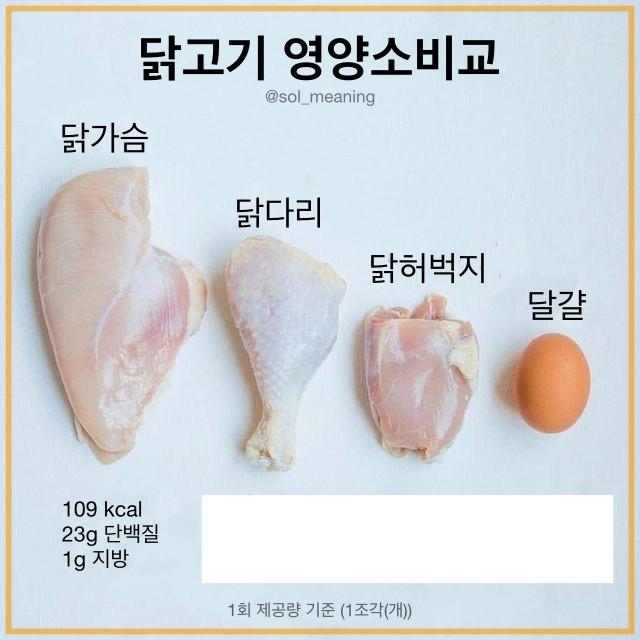 닭고기 영양소비교
@sol_meaning
닭가슴
닭다리
닭허벅지
달걀
109 kcal
23g 단백질
1g 지방
1회 제공량 기준 (1조각(개))